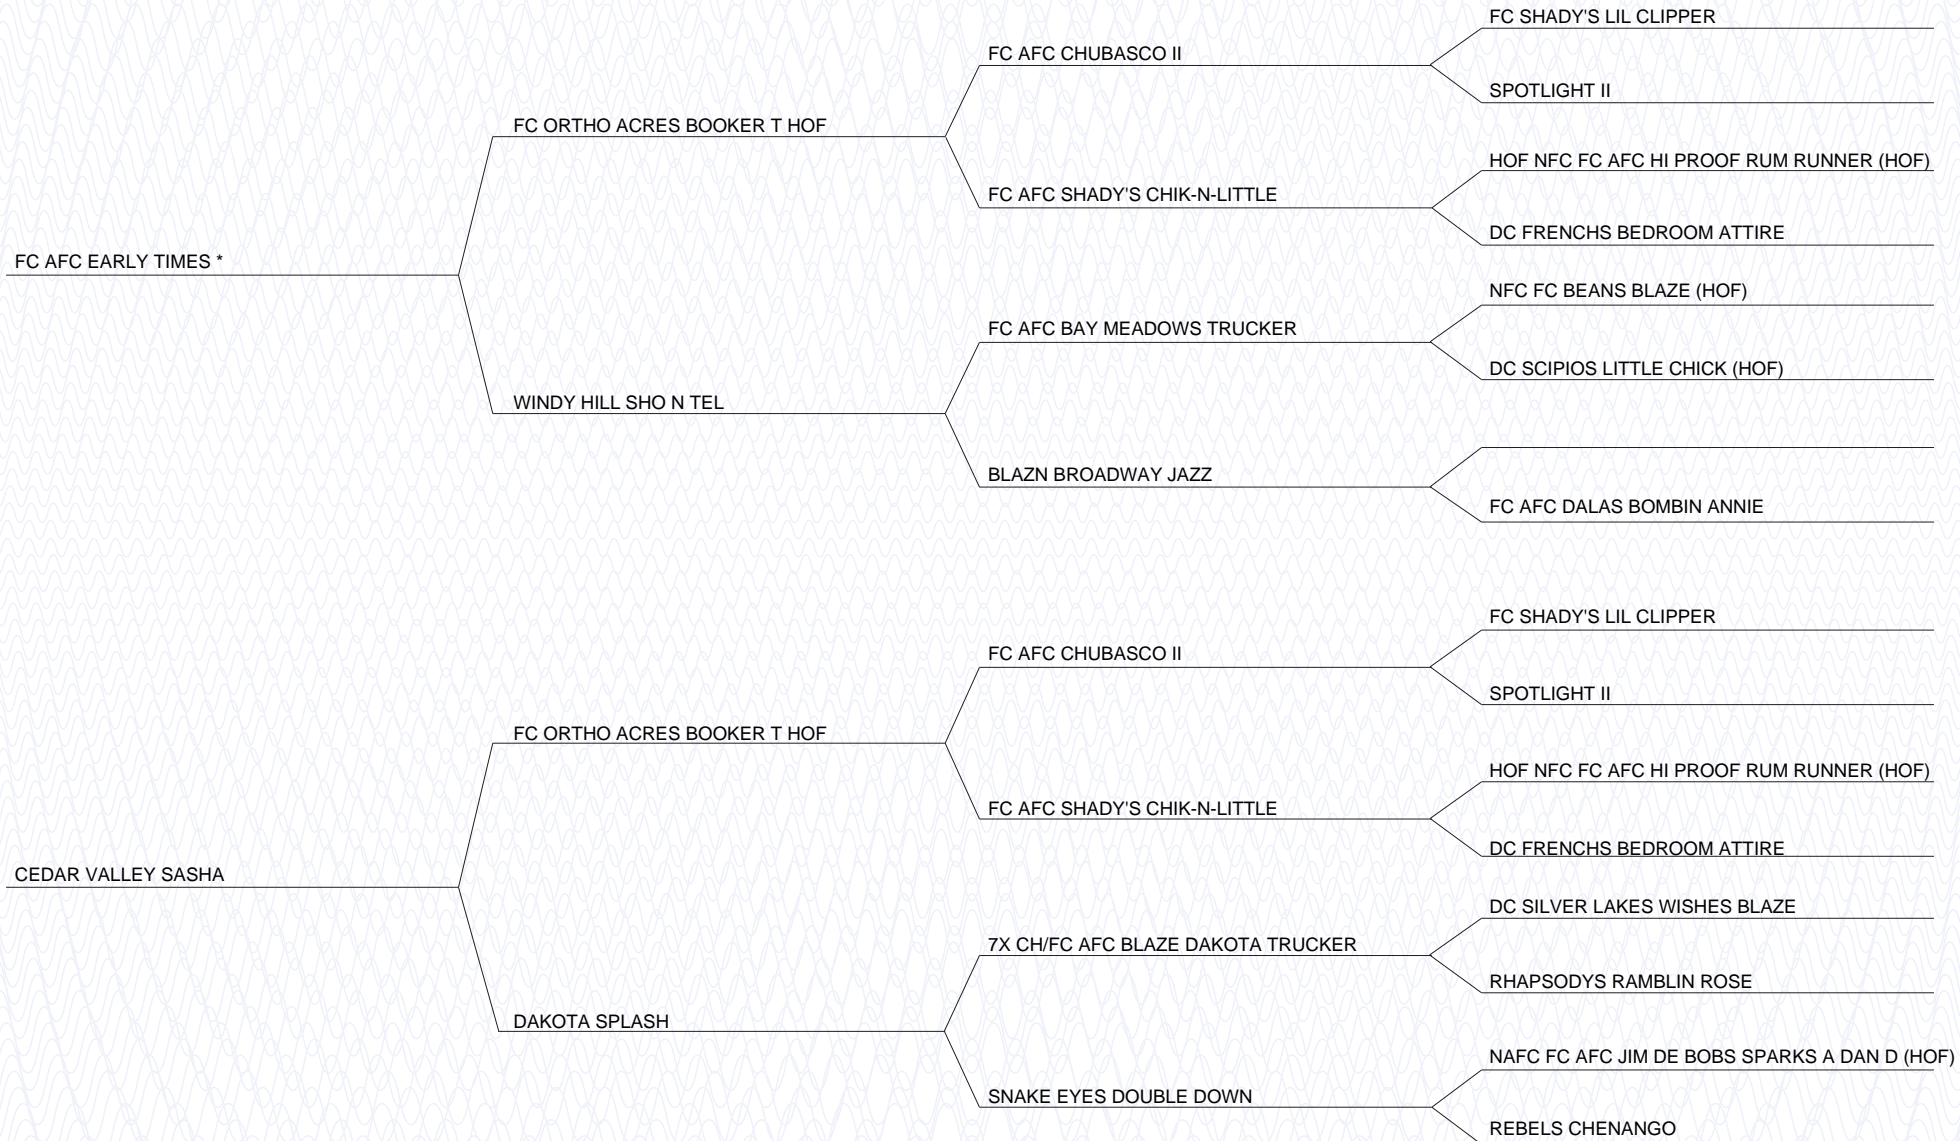 FC SHADY'S LIL CLIPPER
FC AFC CHUBASCO II
SPOTLIGHT II
FC ORTHO ACRES BOOKER T HOF
HOF NFC FC AFC HI PROOF RUM RUNNER (HOF)
FC AFC SHADY'S CHIK-N-LITTLE
DC FRENCHS BEDROOM ATTIRE
FC AFC EARLY TIMES *
NFC FC BEANS BLAZE (HOF)
FC AFC BAY MEADOWS TRUCKER
DC SCIPIOS LITTLE CHICK (HOF)
WINDY HILL SHO N TEL
BLAZN BROADWAY JAZZ
FC AFC DALAS BOMBIN ANNIE
FC SHADY'S LIL CLIPPER
FC AFC CHUBASCO II
SPOTLIGHT II
FC ORTHO ACRES BOOKER T HOF
HOF NFC FC AFC HI PROOF RUM RUNNER (HOF)
FC AFC SHADY'S CHIK-N-LITTLE
DC FRENCHS BEDROOM ATTIRE
CEDAR VALLEY SASHA
DC SILVER LAKES WISHES BLAZE
7X CH/FC AFC BLAZE DAKOTA TRUCKER
RHAPSODYS RAMBLIN ROSE
DAKOTA SPLASH
NAFC FC AFC JIM DE BOBS SPARKS A DAN D (HOF)
SNAKE EYES DOUBLE DOWN
REBELS CHENANGO